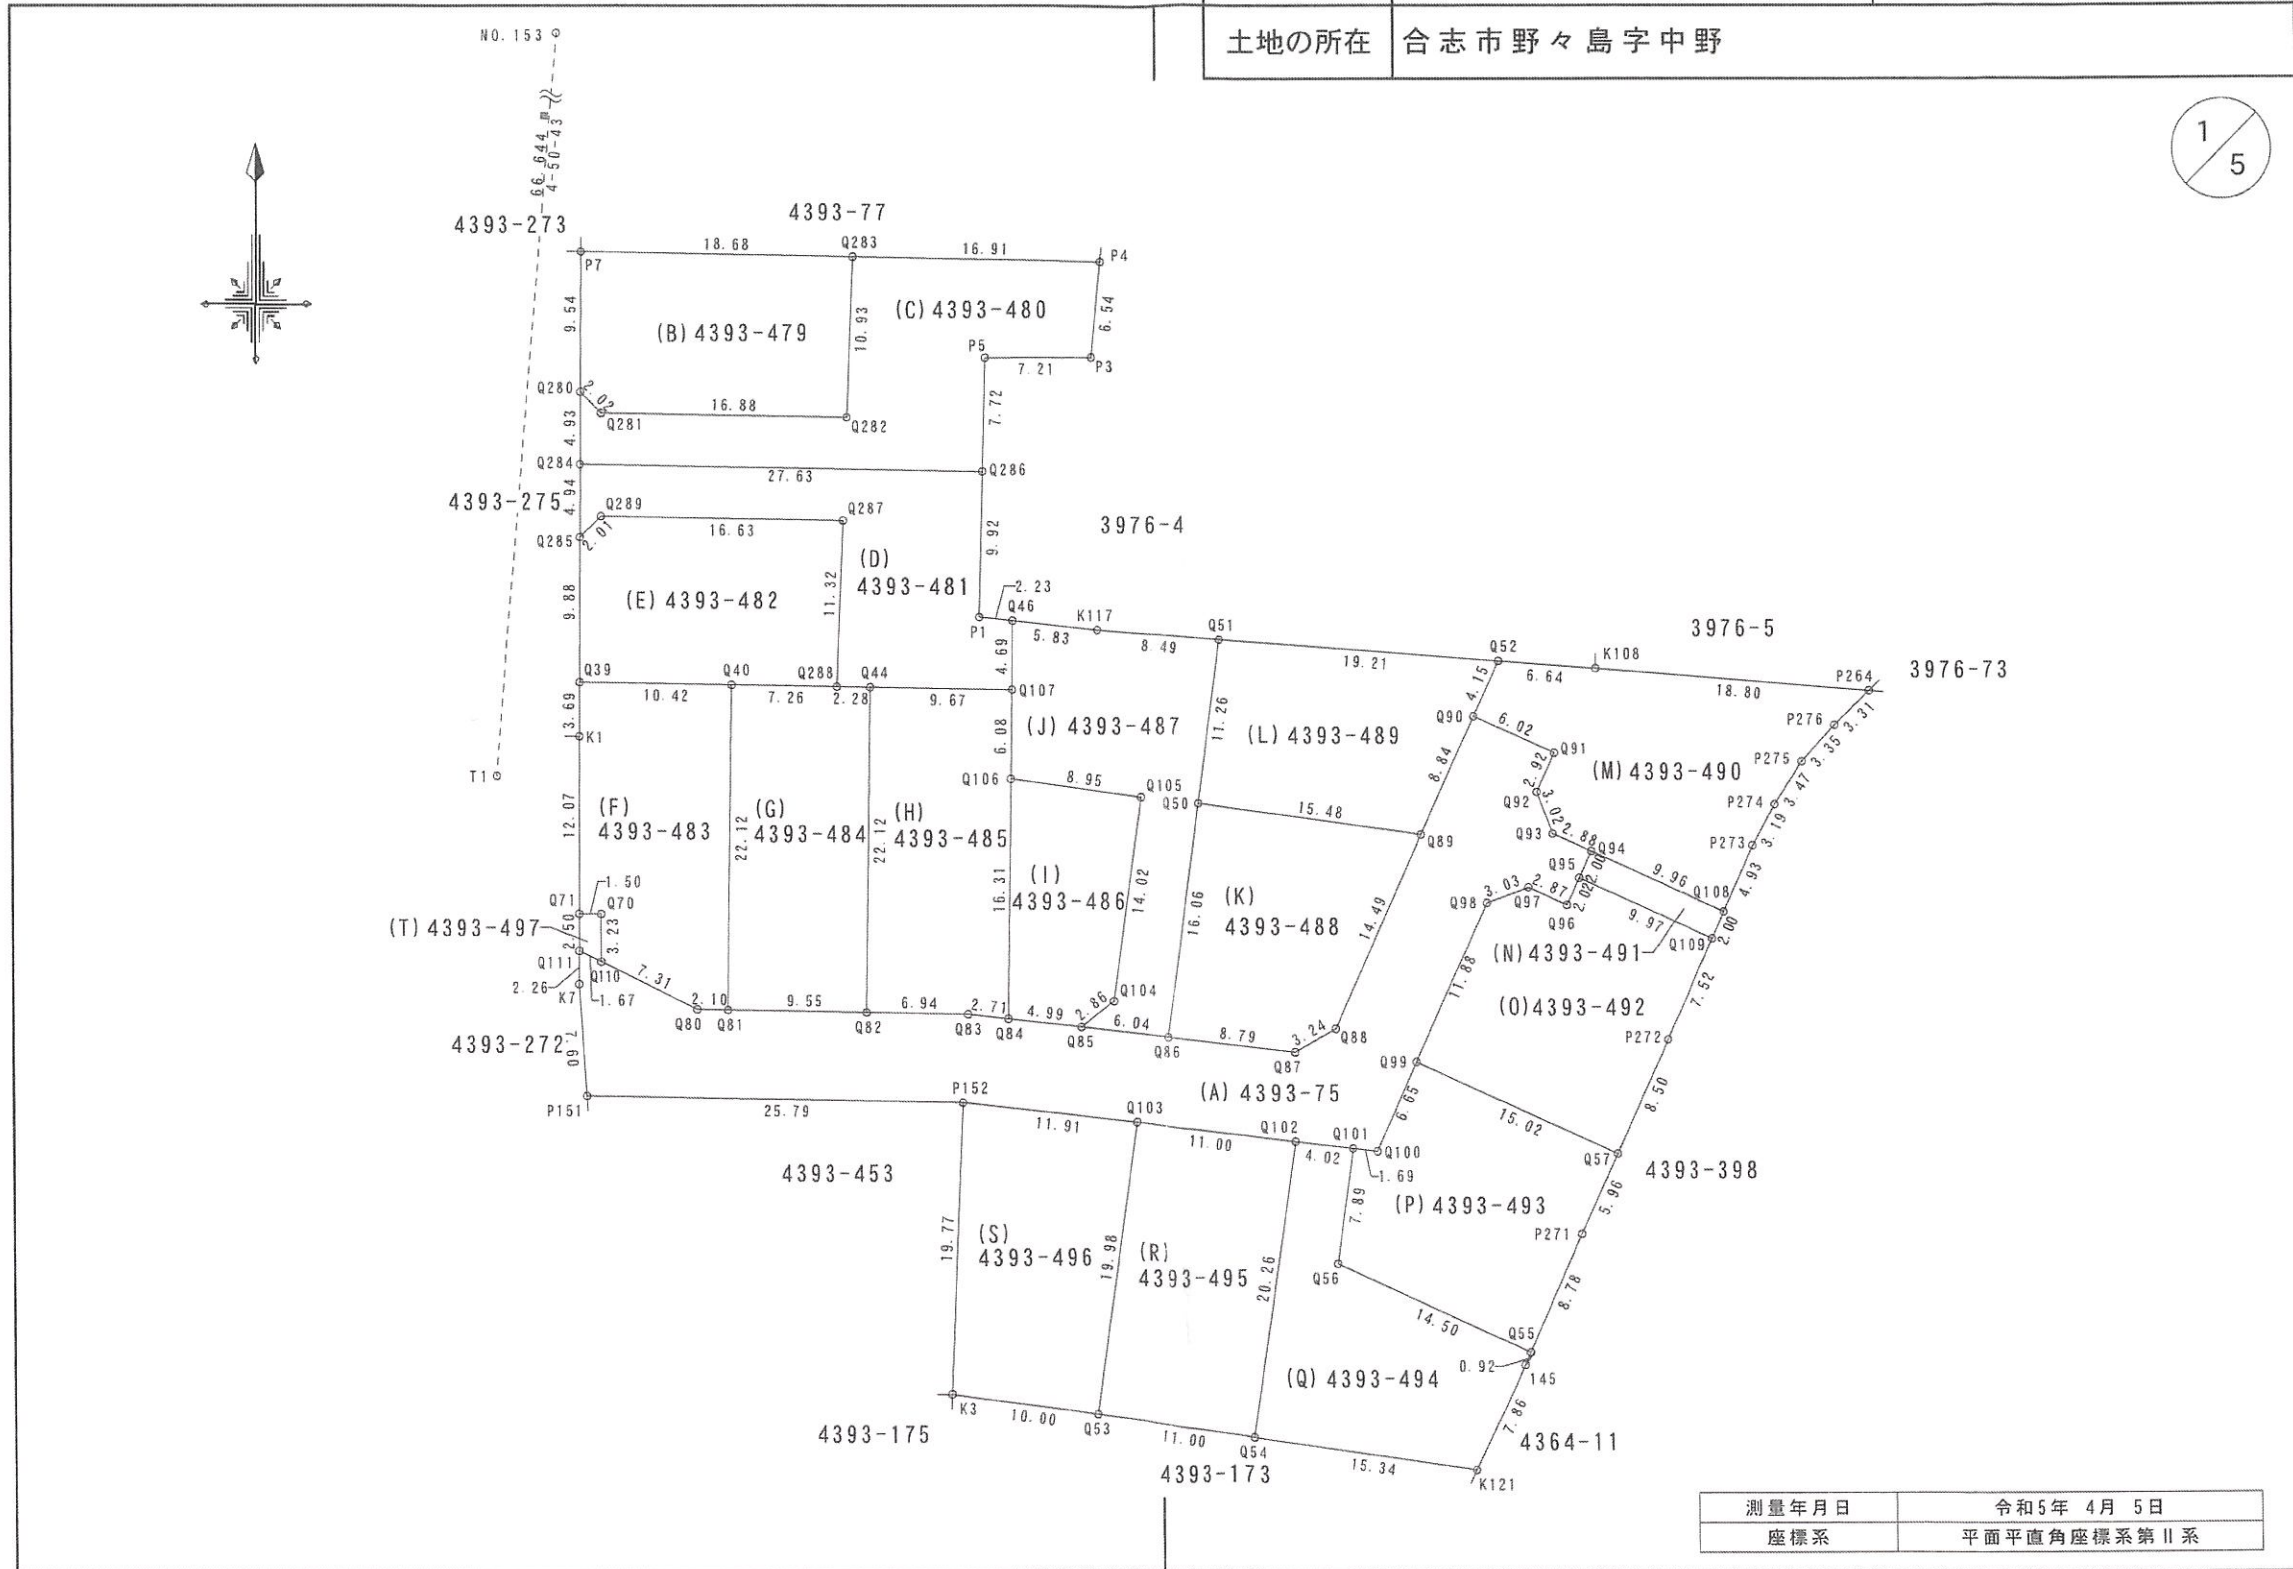 土地の所在 合志市野々島字中野
1/5
NO.153
66.644 m
4-50-43
4393-273
4393-77
P7
18.68
Q283
16.91
P4
9.54
(B) 4393-479
10.93
(C) 4393-480
6.54
P5
7.21
P3
Q280
2.02
Q281
16.88
Q282
7.72
4.93
Q284
27.63
Q286
4393-275
4.94
Q289
16.63
Q287
3976-4
Q285
2.01
9.92
(D)
4393-481
(E) 4393-482
11.32
9.88
2.23
P1
Q46
5.83
K117
8.49
Q51
19.21
Q52
6.64
K108
3976-5
18.80
P264
3976-73
4.69
Q39
10.42
Q40
7.26
Q288
2.28
Q44
9.67
Q107
3.69
K1
T1
6.08
(J) 4393-487
11.26
(L) 4393-489
4.15
Q90
6.02
Q91
8.84
2.92
(M) 4393-490
P276
3.31
P275
3.35
P274
3.47
P273
3.19
4.93
Q106
8.95
Q105
Q50
15.48
Q89
Q92
3.02
Q93
2.88
Q94
9.96
Q108
12.07
(F)
4393-483
22.12
(G)
4393-484
22.12
(H)
4393-485
16.31
(I)
4393-486
14.02
16.06
(K)
4393-488
14.49
Q95
2.00
Q98
3.03
Q97
2.87
Q96
2.02
9.97
Q109
2.00
(N) 4393-491
Q71
1.50
Q70
(T) 4393-497
2.50
3.23
Q111
Q110
2.26
K7
1.67
7.31
Q80
2.10
Q81
9.55
Q82
6.94
Q83
2.71
Q84
4.99
Q85
2.86
Q104
6.04
Q86
8.79
Q87
3.24
Q88
11.88
(O) 4393-492
7.52
P272
4393-272
7.60
P151
25.79
P152
11.91
Q103
11.00
Q102
4.02
Q101
Q100
1.69
(A) 4393-75
Q99
6.65
15.02
8.50
Q57
4393-398
4393-453
19.77
(S)
4393-496
19.98
(R)
4393-495
20.26
7.89
(P) 4393-493
P271
5.96
Q56
14.50
8.78
Q55
0.92
145
(Q) 4393-494
7.86
K3
10.00
Q53
11.00
Q54
15.34
K121
4393-175
4393-173
4364-11
測量年月日 令和5年 4月 5日
座標系 平面平直角座標系第Ⅱ系